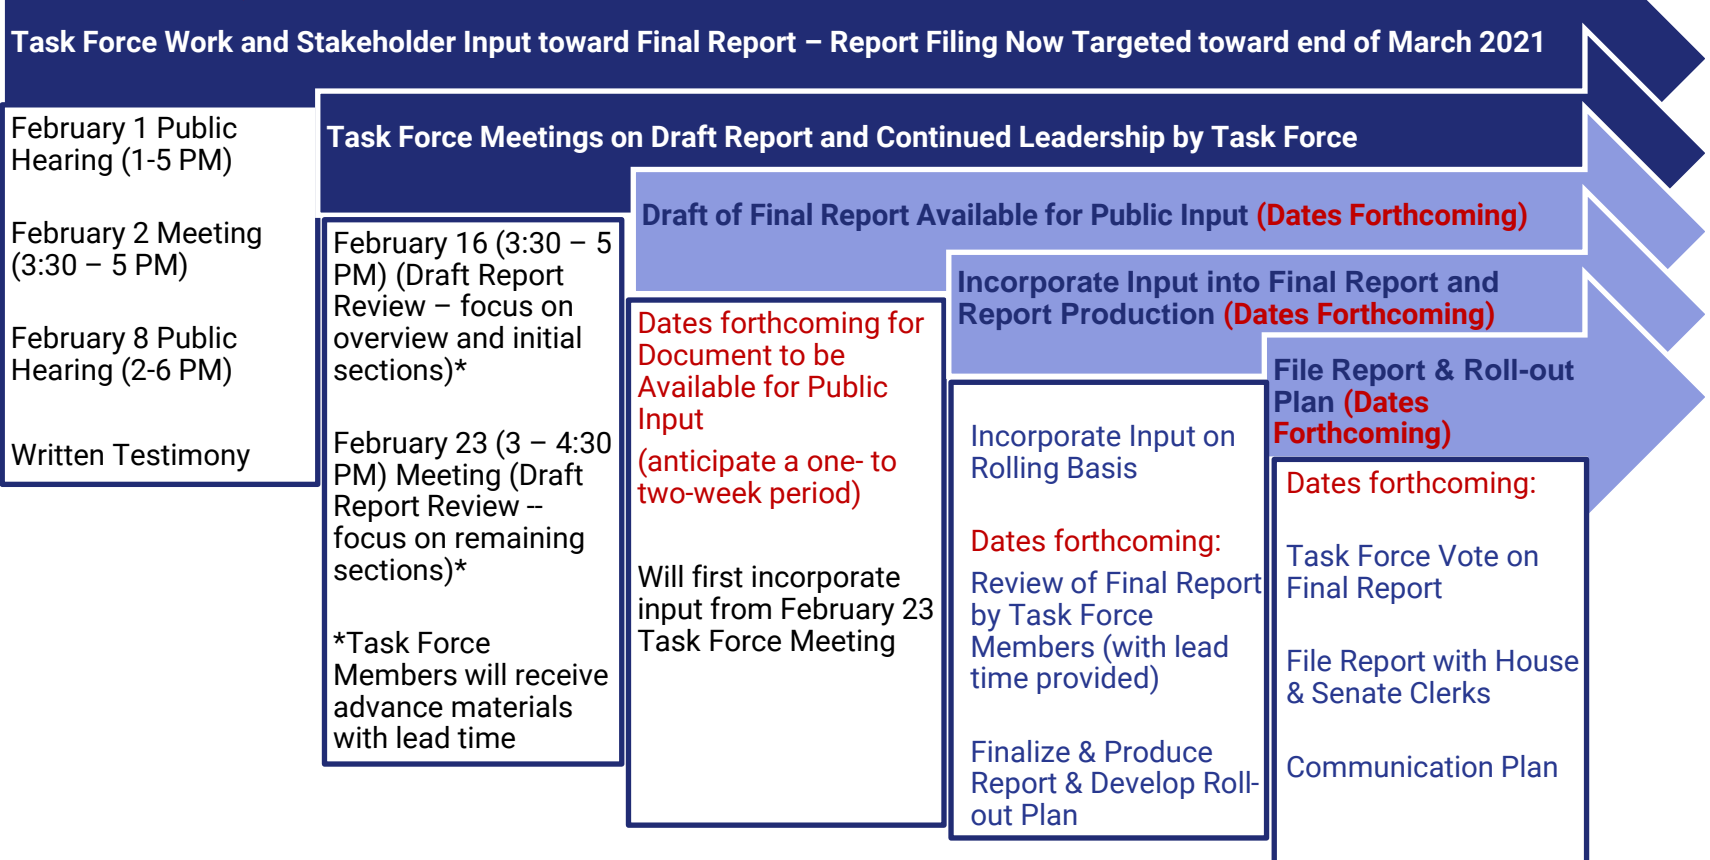 Task Force Work and Stakeholder Input toward Final Report – Report Filing Now Targeted toward end of March 2021
February 1 Public
Hearing (1-5 PM)
February 2 Meeting
(3:30 – 5 PM)
February 8 Public
Hearing (2-6 PM)
Written Testimony
Task Force Meetings on Draft Report and Continued Leadership by Task Force
February 16 (3:30 – 5
PM) (Draft Report
Review – focus on
overview and initial
sections)*
February 23 (3 – 4:30
PM) Meeting (Draft
Report Review --
focus on remaining
sections)*
*Task Force
Members will receive
advance materials
with lead time
Draft of Final Report Available for Public Input (Dates Forthcoming)
Dates forthcoming for
Document to be
Available for Public
Input
(anticipate a one- to
two-week period)
Will first incorporate
input from February 23
Task Force Meeting
Incorporate Input into Final Report and
Report Production (Dates Forthcoming)
Incorporate Input on
Rolling Basis
Dates forthcoming:
Review of Final Report
by Task Force
Members (with lead
time provided)
Finalize & Produce
Report & Develop Roll-
out Plan
File Report & Roll-out
Plan (Dates
Forthcoming)
Dates forthcoming:
Task Force Vote on
Final Report
File Report with House
& Senate Clerks
Communication Plan